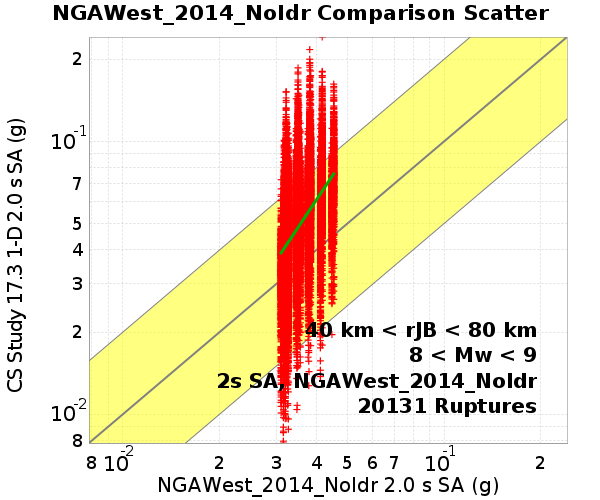 NGAWest_2014_NoIdr Comparison Scatter
CS Study 17.3 1-D 2.0 s SA (g)
2
10^-1
7
5
4
3
2
10^-2
8
40 km < rJB < 80 km
8 < Mw < 9
2s SA, NGAWest_2014_NoIdr
20131 Ruptures
8 10^-2 2 3 4 5 6 7 10^-1 2
NGAWest_2014_NoIdr 2.0 s SA (g)